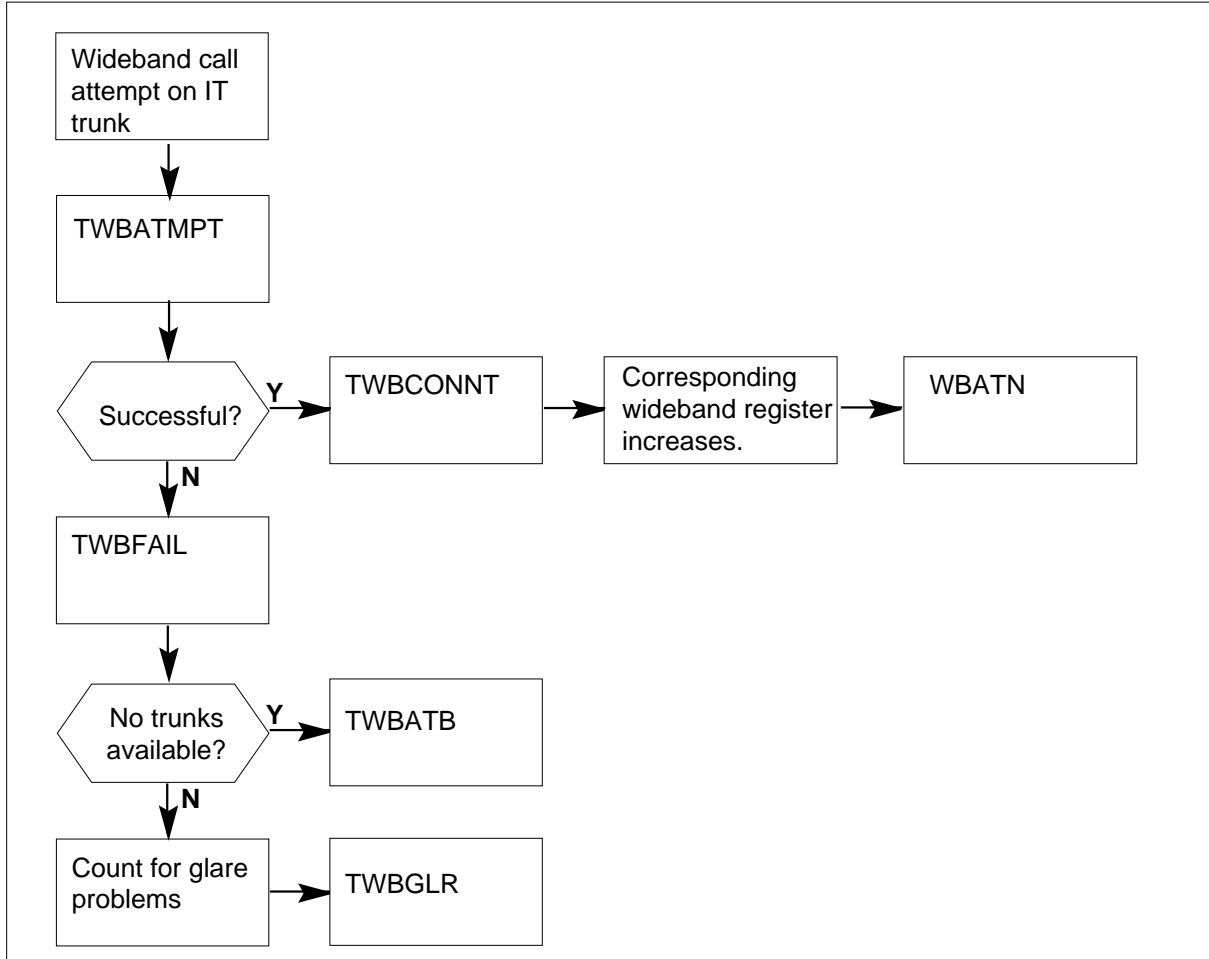 Wideband call
attempt on IT
trunk
TWBATMPT
Successful?
Y
TWBCONNT
Corresponding
wideband register
increases.
WBATN
N
TWBFAIL
No trunks
available?
Y
TWBATB
N
Count for glare
problems
TWBGLR